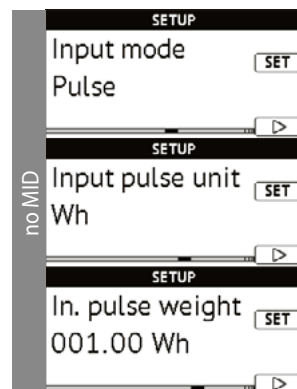 no MID
SETUP
Input mode
SET
Pulse
SETUP
Input pulse unit
SET
Wh
SETUP
In. pulse weight
SET
001.00 Wh